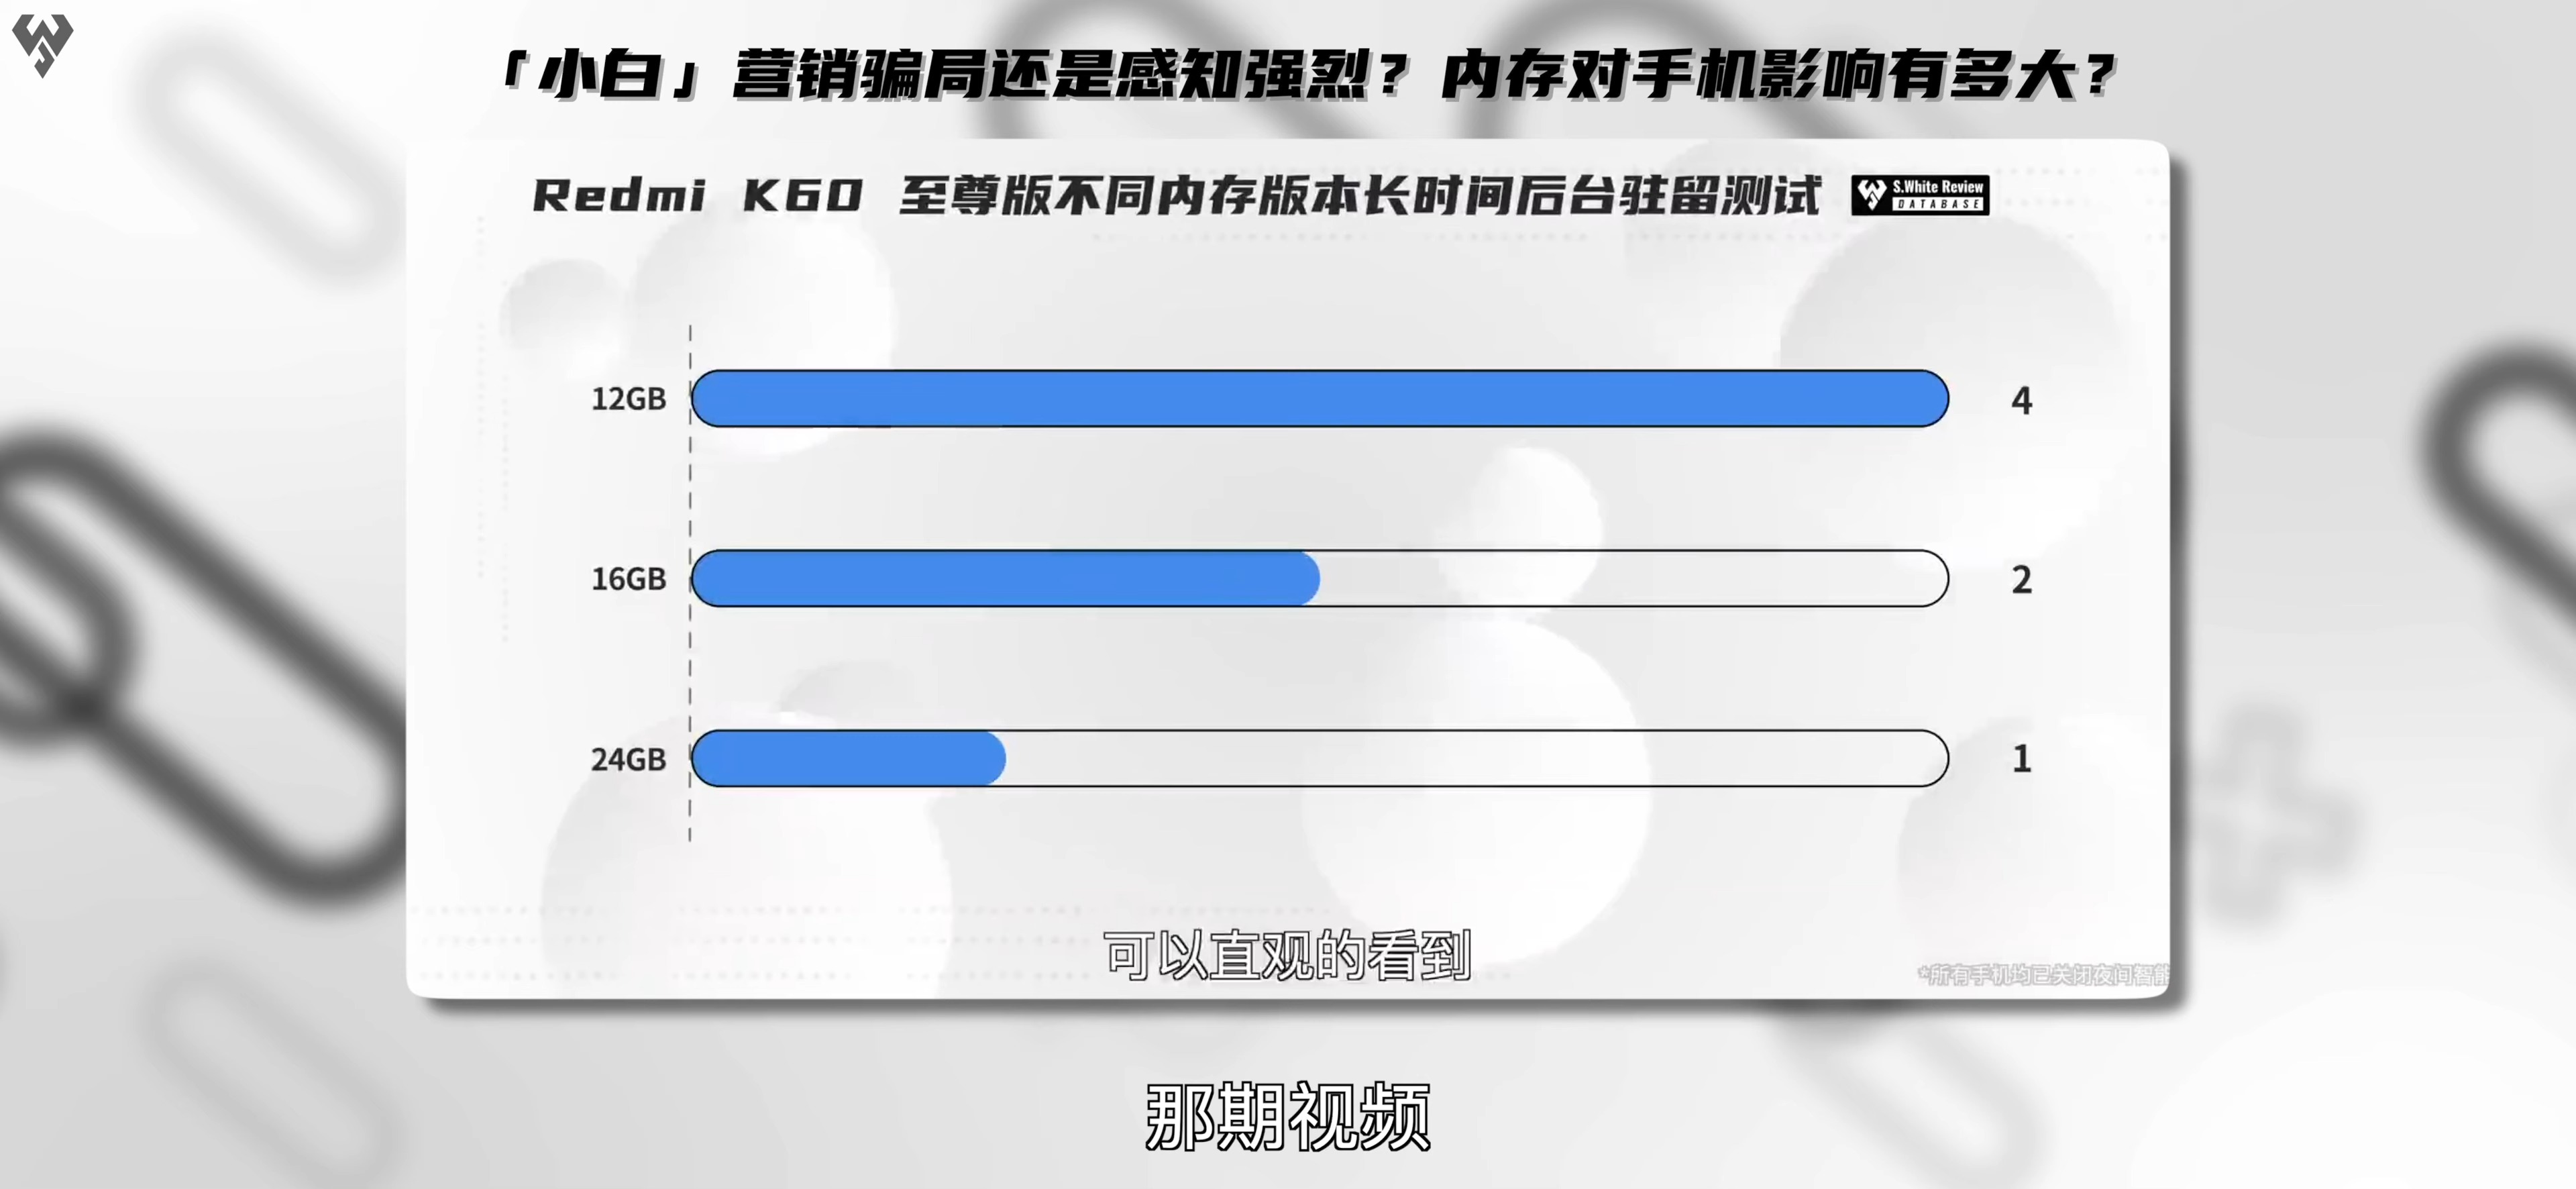 「小白」营销骗局还是感知强烈？内存对手机影响有多大？
Redmi K60 至尊版不同内存版本长时间后台驻留测试
S.White Review
DATABASE
12GB
4
16GB
2
24GB
1
可以直观的看到
*所有手机均已关闭夜间智能
那期视频